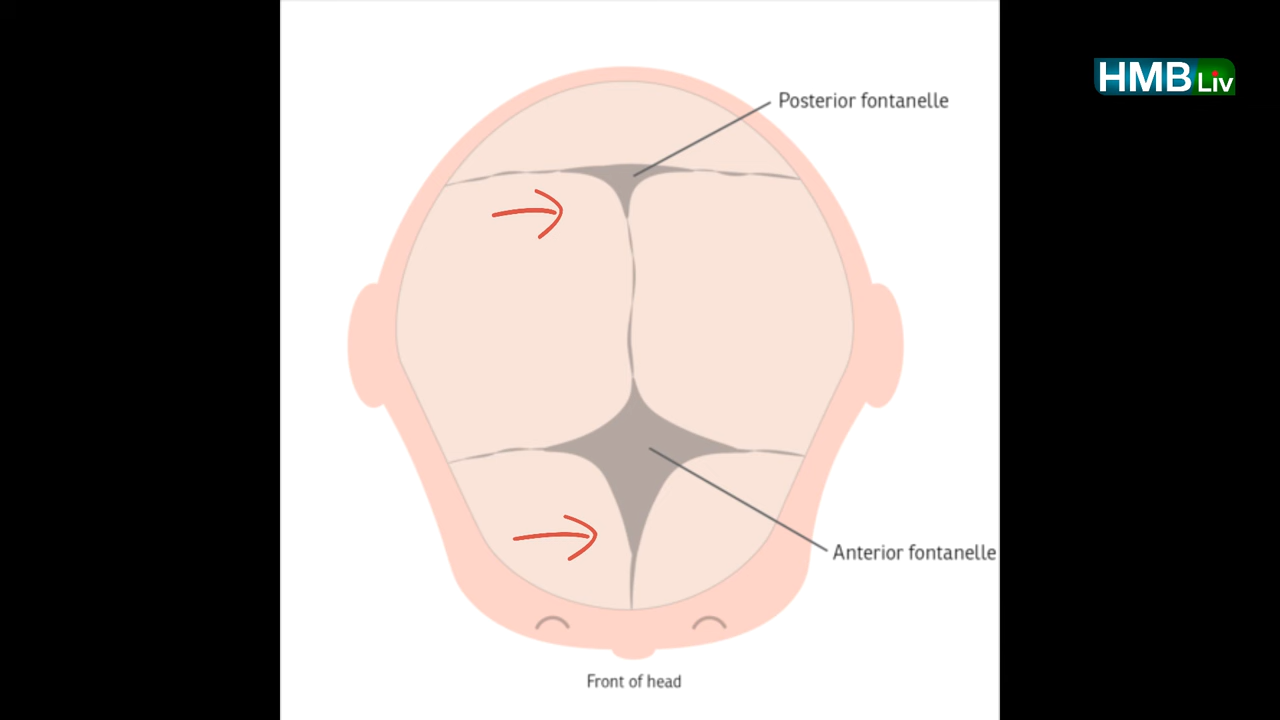 HMB Liv
Posterior fontanelle
Anterior fontanelle
Front of head